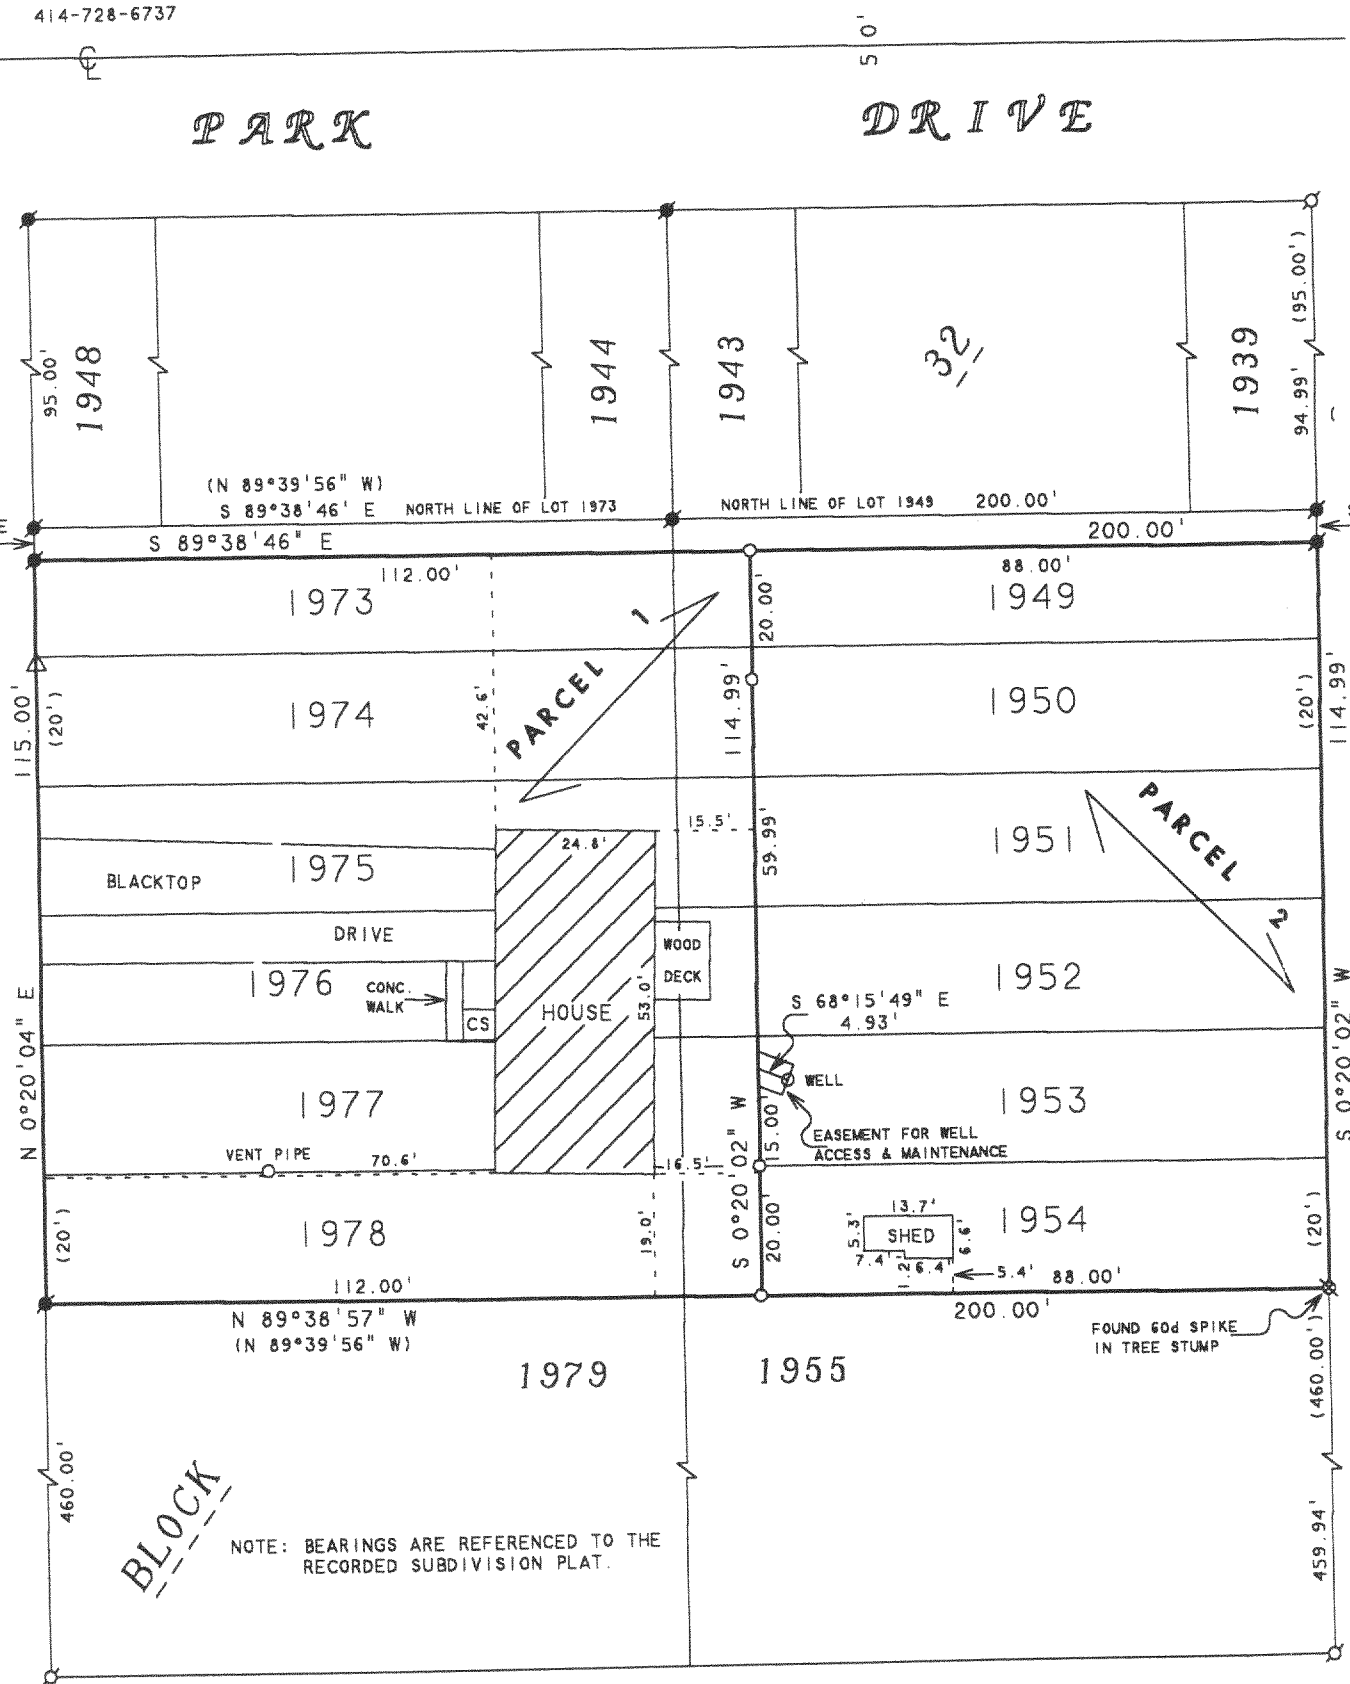 414-728-6737
℄
50'
PARK DRIVE
95.00'
1948
1944
1943
32
1939
94.99'
(95.00')
(N 89°39'56" W)
S 89°38'46' E
NORTH LINE OF LOT 1973
NORTH LINE OF LOT 1949
200.00'
S 89°38'46" E
200.00'
112.00'
88.00'
1973
1949
20.00'
PARCEL 1
115.00'
(20')
1974
42.6'
114.99'
1950
(20')
114.99'
15.5'
24.8'
59.99'
1951
PARCEL 2
BLACKTOP
1975
DRIVE
WOOD
DECK
1976
CONC.
WALK
CS
HOUSE
53.0'
1952
S 68°15'49" E
4.93'
N 0°20'04" E
S 0°20'02" W
WELL
1977
1953
15.00'
EASEMENT FOR WELL
ACCESS & MAINTENANCE
VENT PIPE
70.6'
16.5'
S 0°20'02" W
(20')
1978
19.0'
20.00'
13.7'
5.3'
SHED
6.6'
7.4'
1.2
6.4'
5.4'
1954
(20')
112.00'
88.00'
N 89°38'57" W
(N 89°39'56" W)
200.00'
FOUND 60d SPIKE
IN TREE STUMP
1979
1955
(460.00')
460.00'
459.94'
BLOCK
NOTE: BEARINGS ARE REFERENCED TO THE
RECORDED SUBDIVISION PLAT.